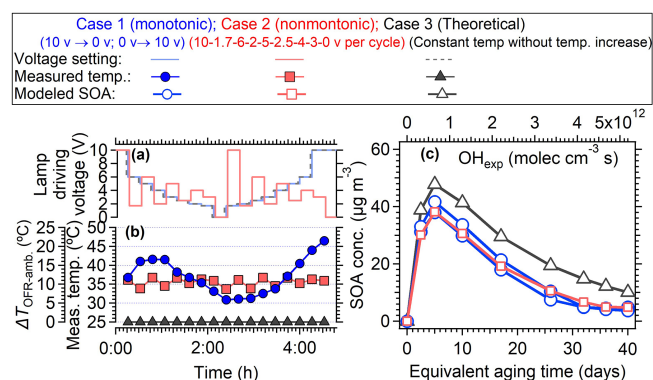 Case 1 (monotonic); Case 2 (nonmontonic); Case 3 (Theoretical)
(10 v → 0 v; 0 v→ 10 v) (10-1.7-6-2-5-2.5-4-3-0 v per cycle) (Constant temp without temp. increase)
Voltage setting:
Measured temp.:
Modeled SOA:
Lamp driving voltage (V)
10
8
6
4
2
0
(a)
-3
ΔT OFR-amb. (ºC)
25
20
15
10
5
0
Meas. temp. (ºC)
50
45
40
35
30
25
(b)
0:00 2:00 4:00
Time (h)
0 1 2 3 4 5x10^12
(c) OHexp (molec cm^-3 s)
SOA conc. (µg m
60
40
20
0
0 10 20 30 40
Equivalent aging time (days)